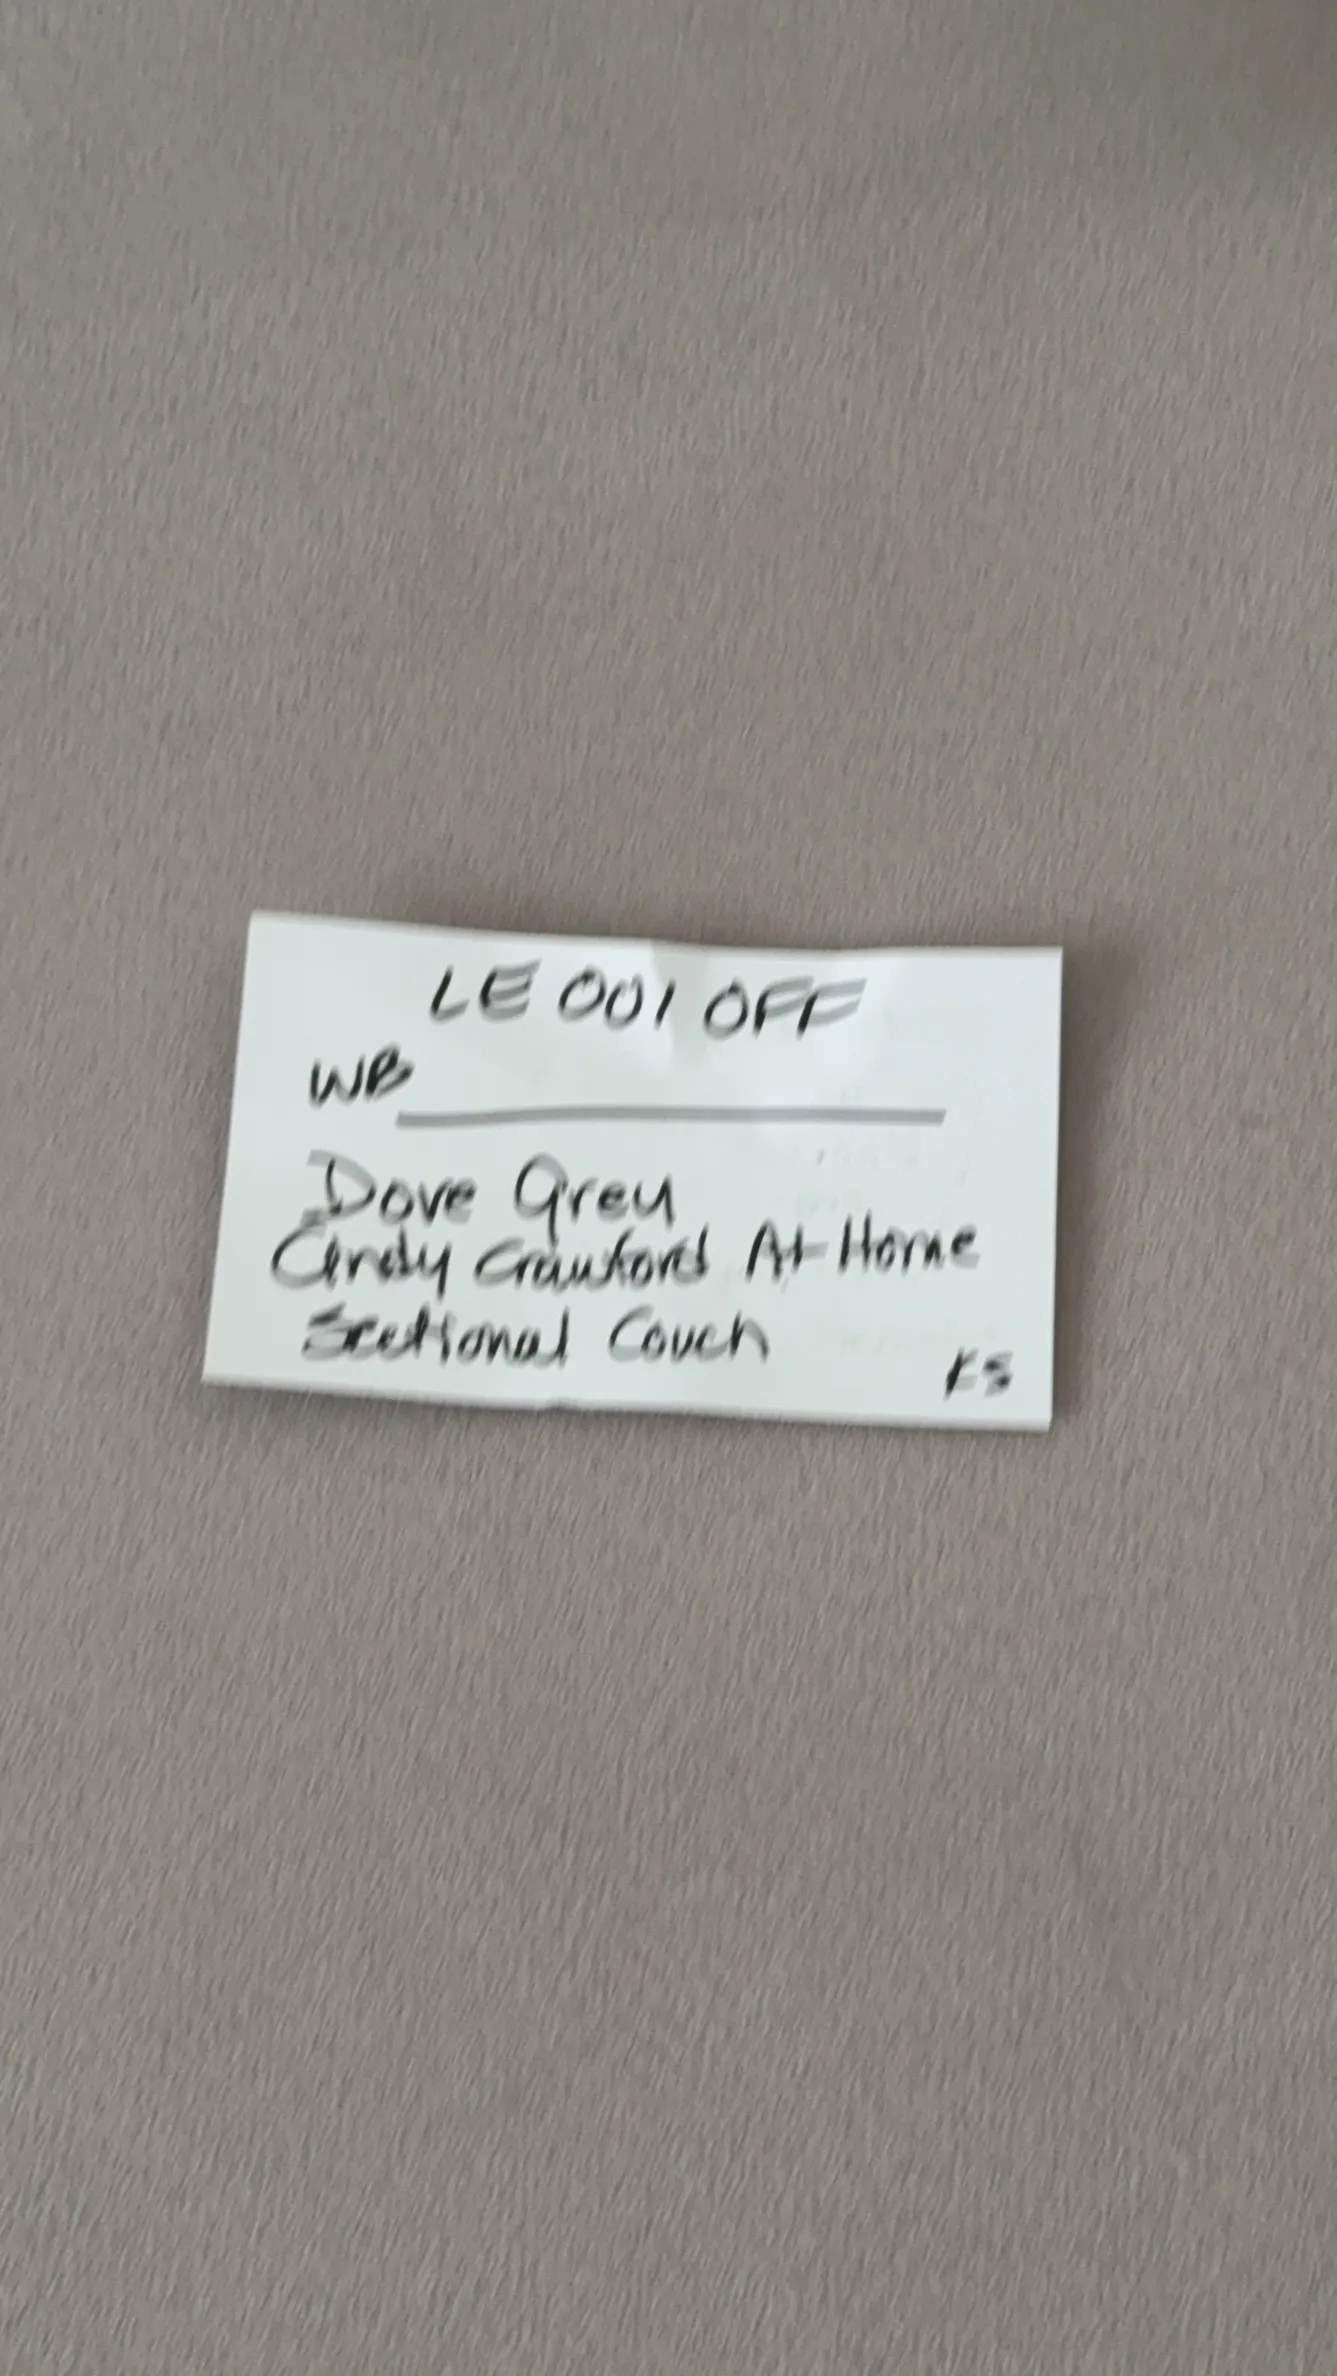 LE 001 OFF
WB
Dove Grey
Cindy Crawford At Home
Sectional Couch
KS